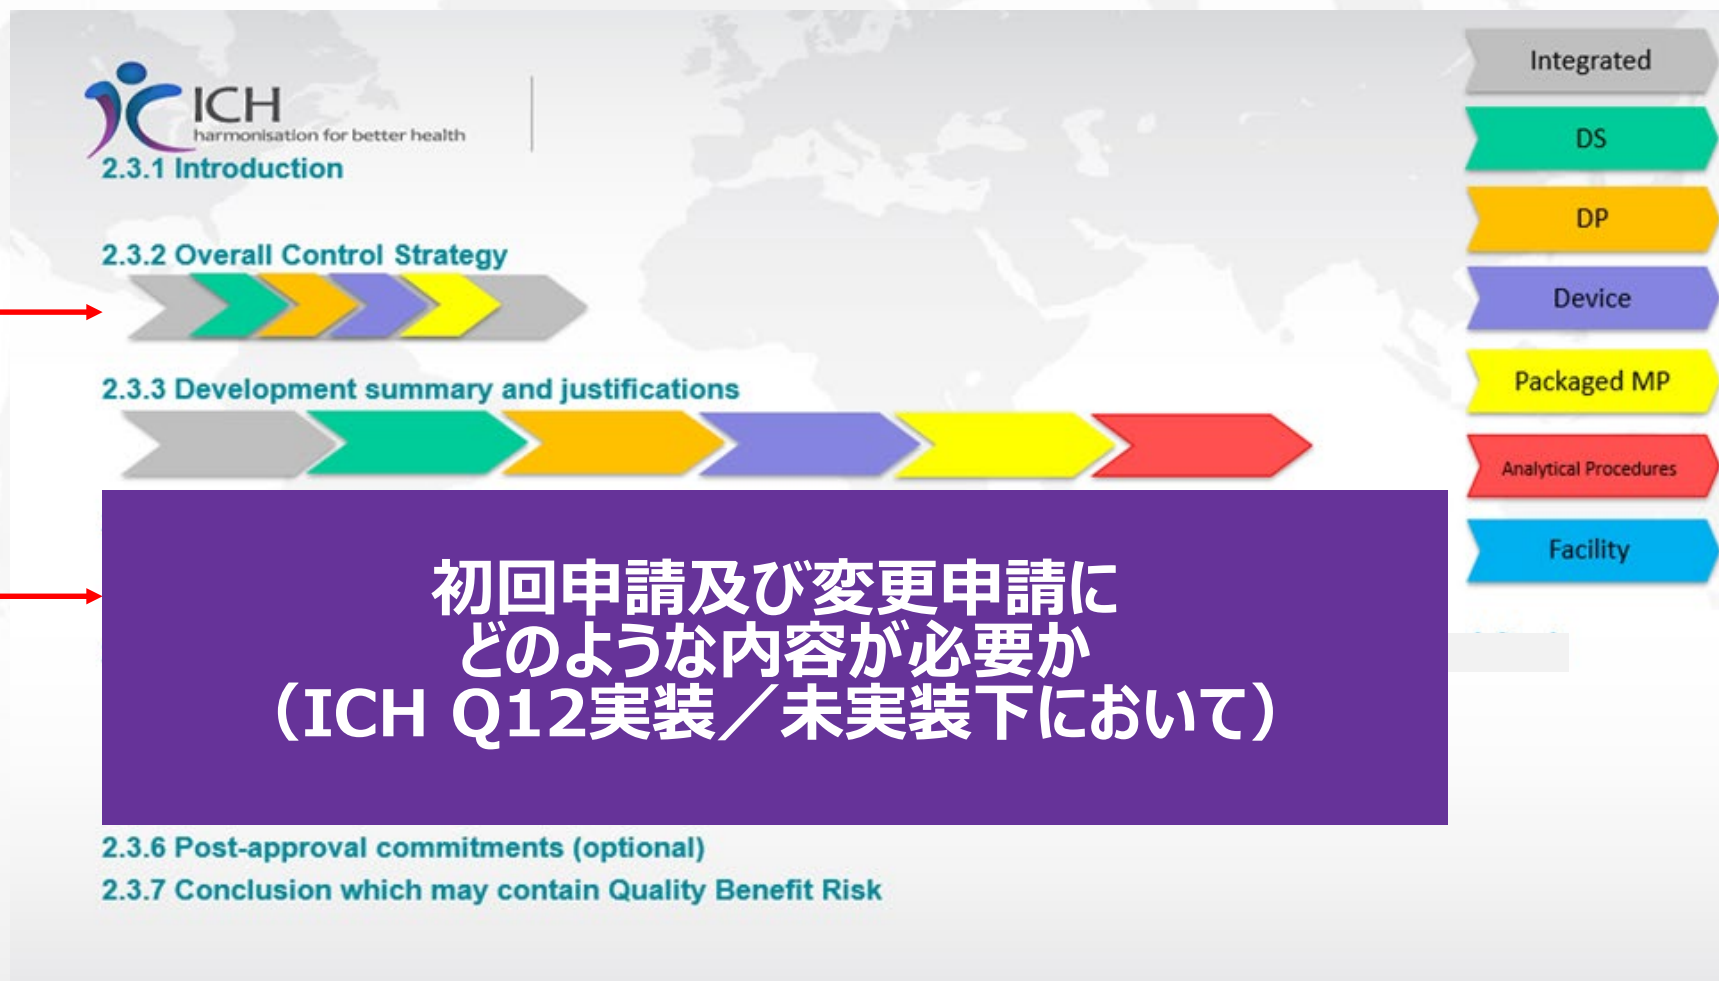 ICH
harmonisation for better health
2.3.1 Introduction
2.3.2 Overall Control Strategy
2.3.3 Development summary and justifications
初回申請及び変更申請に
どのような内容が必要か
（ICH Q12実装／未実装下において）
2.3.6 Post-approval commitments (optional)
2.3.7 Conclusion which may contain Quality Benefit Risk
Integrated
DS
DP
Device
Packaged MP
Analytical Procedures
Facility